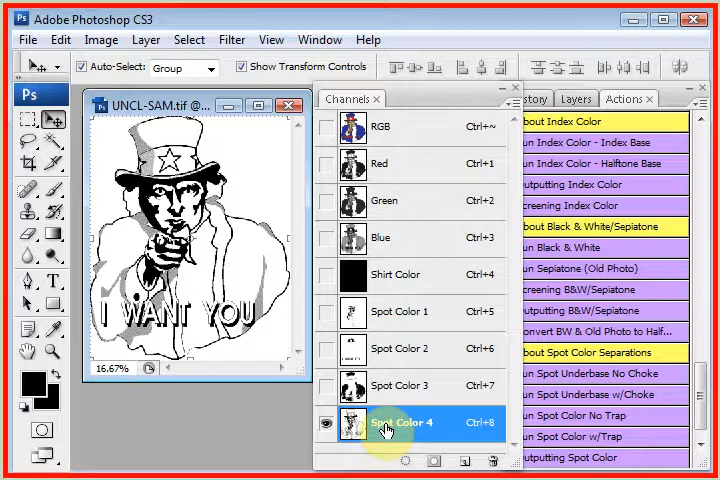 Ps Adobe Photoshop CS3
File Edit Image Layer Select Filter View Window Help
Auto-Select: Group Show Transform Controls
Ps
UNCL-SAM.tif @...
I WANT YOU
16.67%
Channels ×
RGB Ctrl+~
Red Ctrl+1
Green Ctrl+2
Blue Ctrl+3
Shirt Color Ctrl+4
Spot Color 1 Ctrl+5
Spot Color 2 Ctrl+6
Spot Color 3 Ctrl+7
Spot Color 4 Ctrl+8
story Layers Actions ×
bout Index Color
un Index Color - Index Base
un Index Color - Halftone Base
utputting Index Color
creening Index Color
bout Black & White/Sepiatone
un Black & White
un Sepiatone (Old Photo)
creening B&W/Sepiatone
onvert BW & Old Photo to Half...
bout Spot Color Separations
un Spot Underbase No Choke
un Spot Underbase w/Choke
un Spot Color No Trap
un Spot Color w/Trap
utputting Spot Color